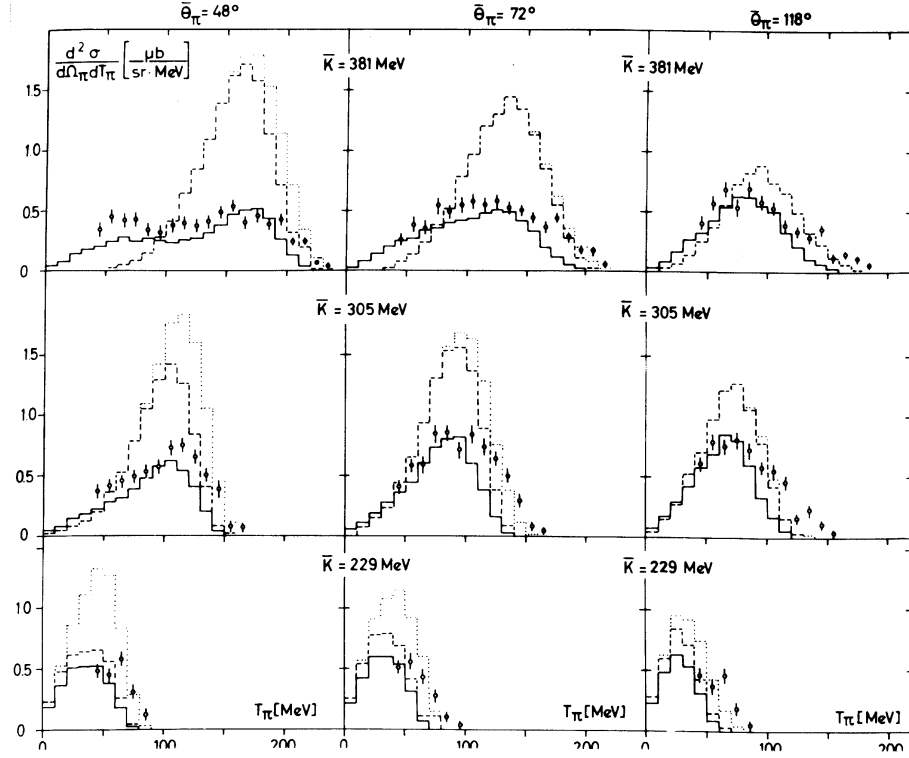 θ̄π = 48° θ̄π = 72° θ̄π = 118°
d²σ / dΩπdTπ [μb / sr·MeV]
K̄ = 381 MeV K̄ = 381 MeV
1.5
1.0
0.5
0
K̄ = 305 MeV K̄ = 305 MeV
1.5
1.0
0.5
0
K̄ = 229 MeV K̄ = 229 MeV
1.0
0.5
0
Tπ [MeV] Tπ [MeV] Tπ [MeV]
0 100 200 0 100 200 0 100 200